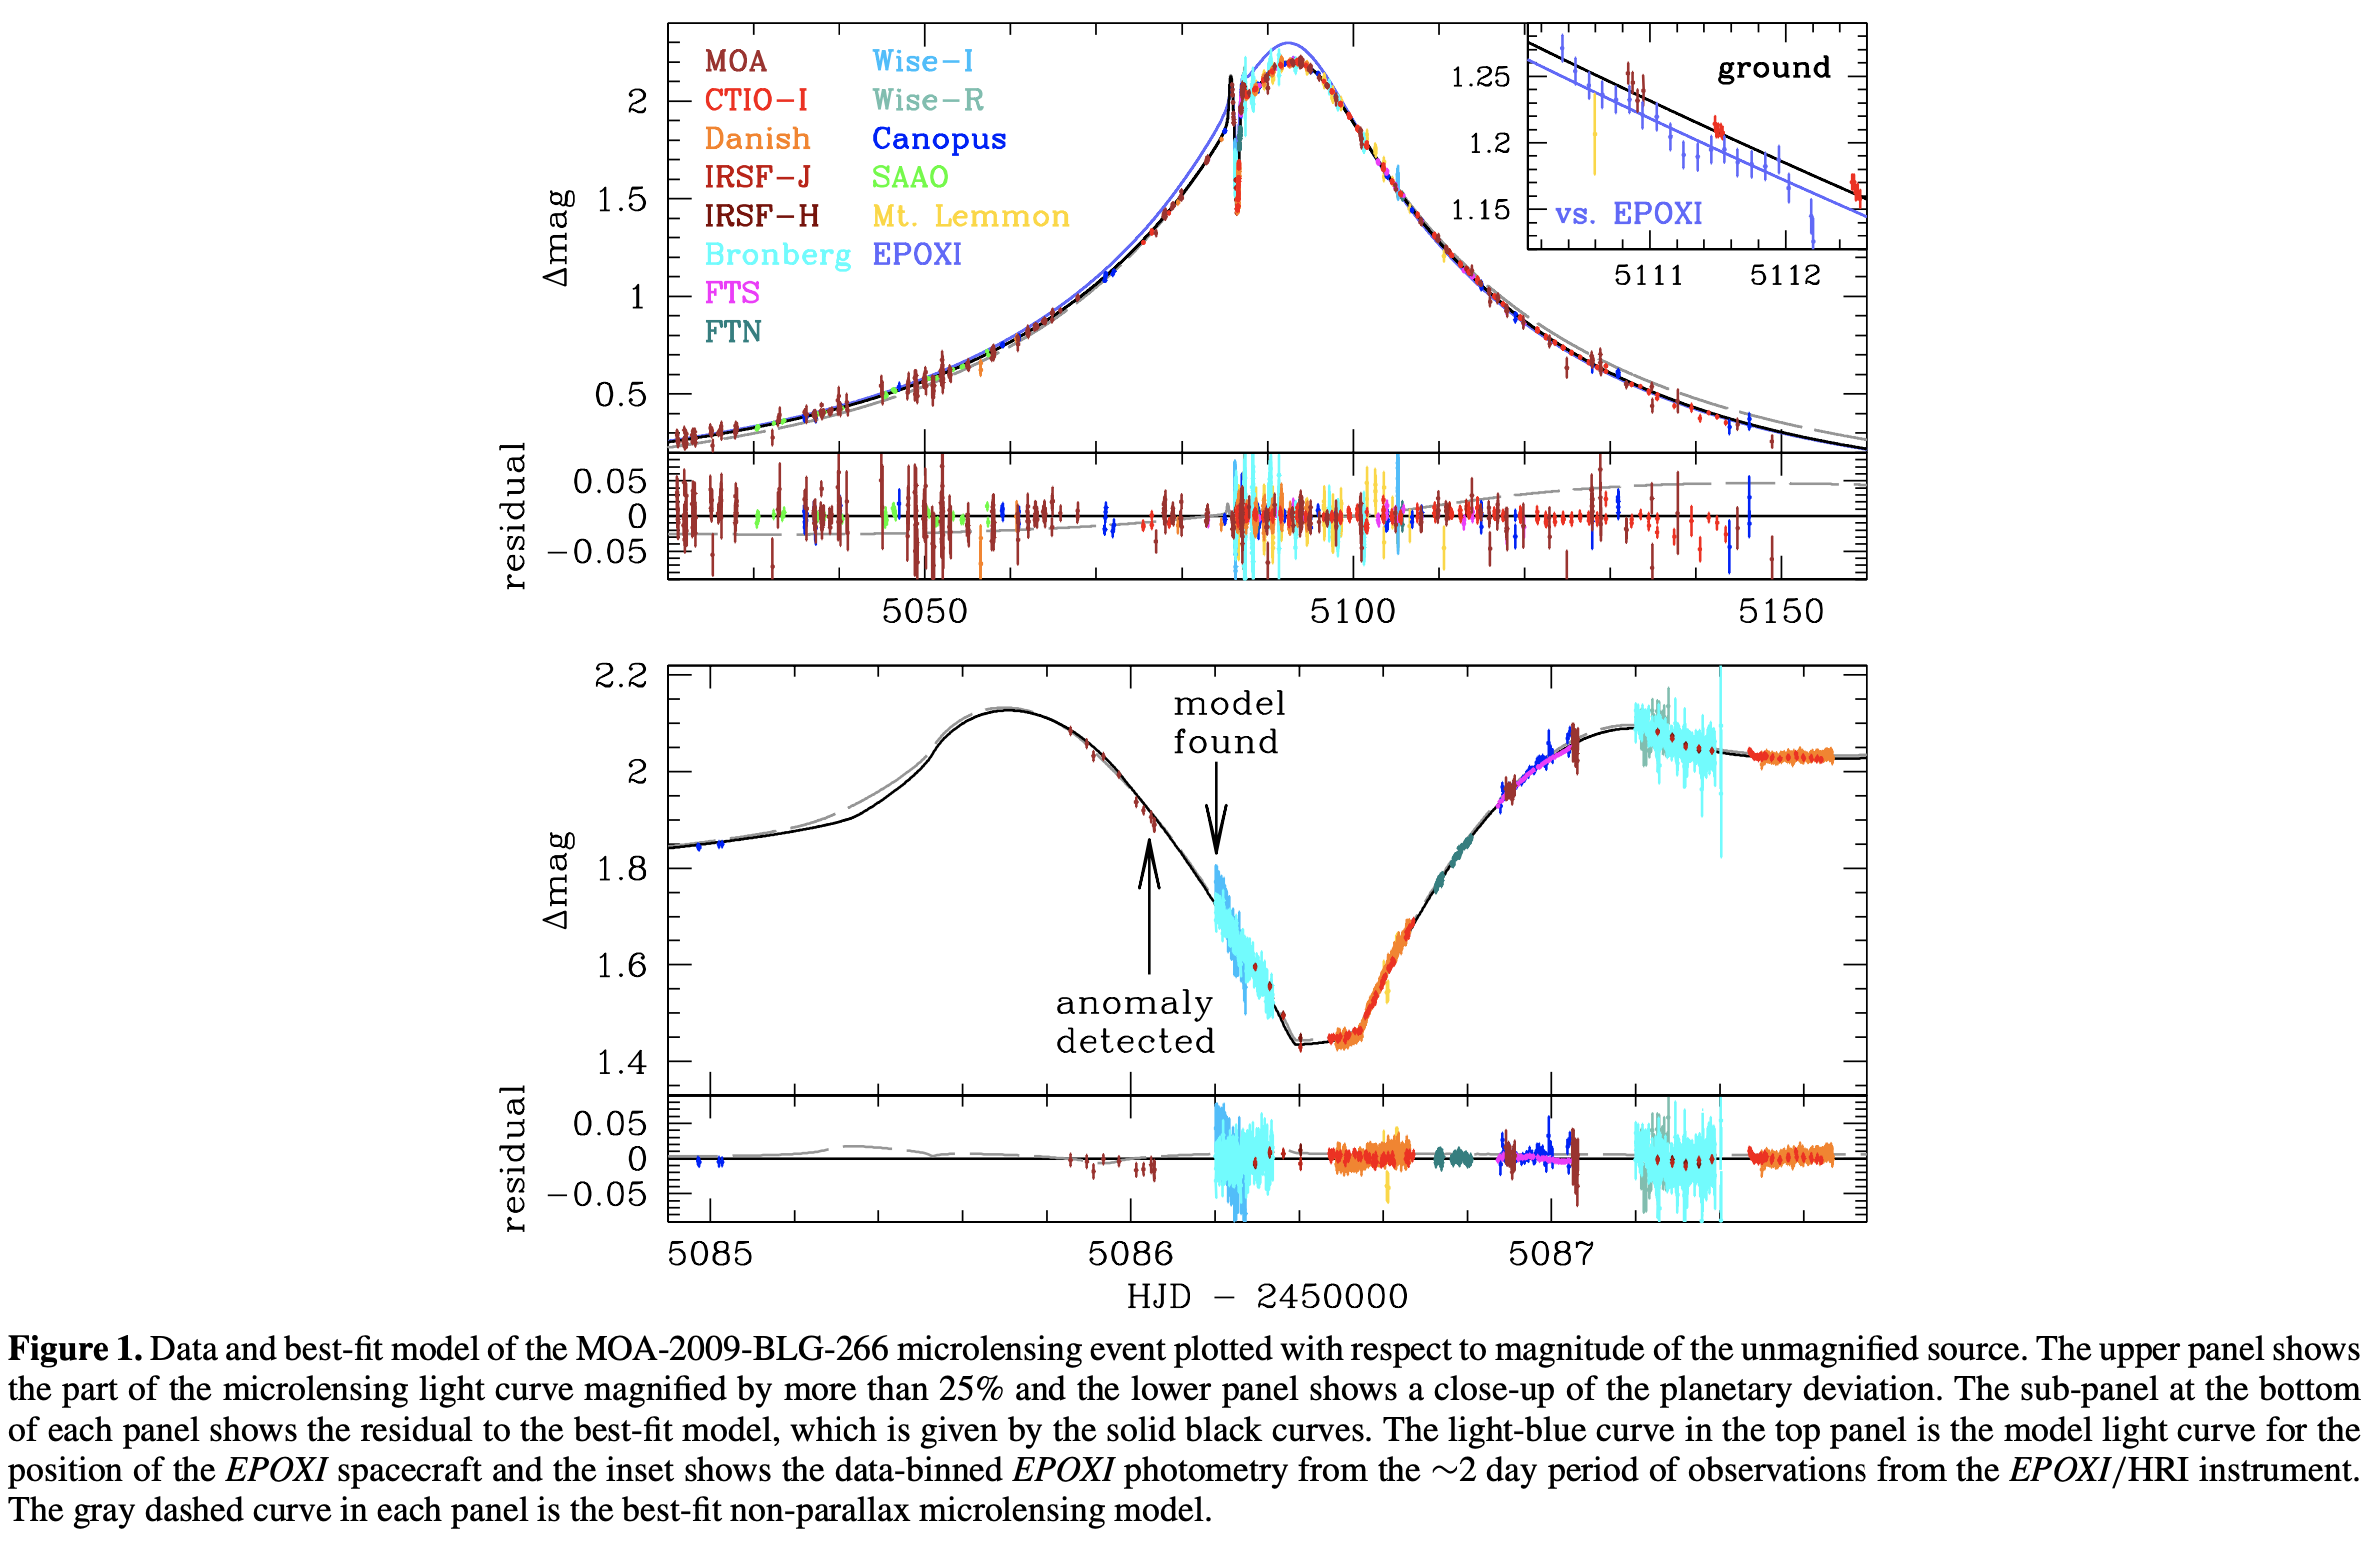 MOA Wise-I
CTIO-I Wise-R
Danish Canopus
IRSF-J SAAO
IRSF-H Mt. Lemmon
Bronberg EPOXI
FTS
FTN
Δmag
2
1.5
1
0.5
ground
1.25
1.2
1.15
vs. EPOXI
5111 5112
residual
0.05
0
−0.05
5050 5100 5150
Δmag
2.2
2
1.8
1.6
1.4
model
found
anomaly
detected
residual
0.05
0
−0.05
5085 5086 5087
HJD − 2450000
Figure 1. Data and best-fit model of the MOA-2009-BLG-266 microlensing event plotted with respect to magnitude of the unmagnified source. The upper panel shows
the part of the microlensing light curve magnified by more than 25% and the lower panel shows a close-up of the planetary deviation. The sub-panel at the bottom
of each panel shows the residual to the best-fit model, which is given by the solid black curves. The light-blue curve in the top panel is the model light curve for the
position of the EPOXI spacecraft and the inset shows the data-binned EPOXI photometry from the ∼2 day period of observations from the EPOXI/HRI instrument.
The gray dashed curve in each panel is the best-fit non-parallax microlensing model.